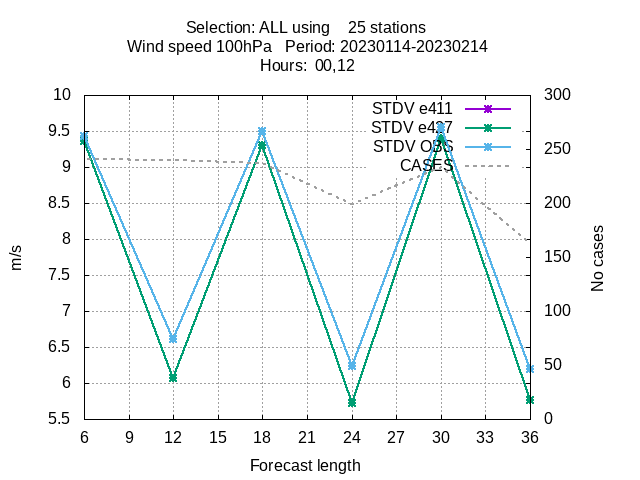 Selection: ALL using    25 stations
Wind speed 100hPa   Period: 20230114-20230214
Hours:  00,12
STDV e411
STDV e437
STDV OBS
CASES
10
9.5
9
8.5
8
7.5
7
6.5
6
5.5
300
250
200
150
100
50
0
m/s
No cases
6 9 12 15 18 21 24 27 30 33 36
Forecast length